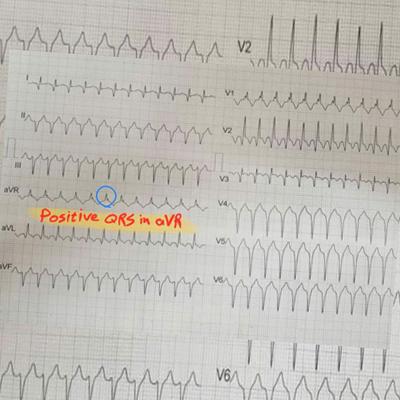 V2
I
V1
II
V2
III
V3
aVR
V4
Positive QRS in aVR
aVL
V5
aVF
V6
V6